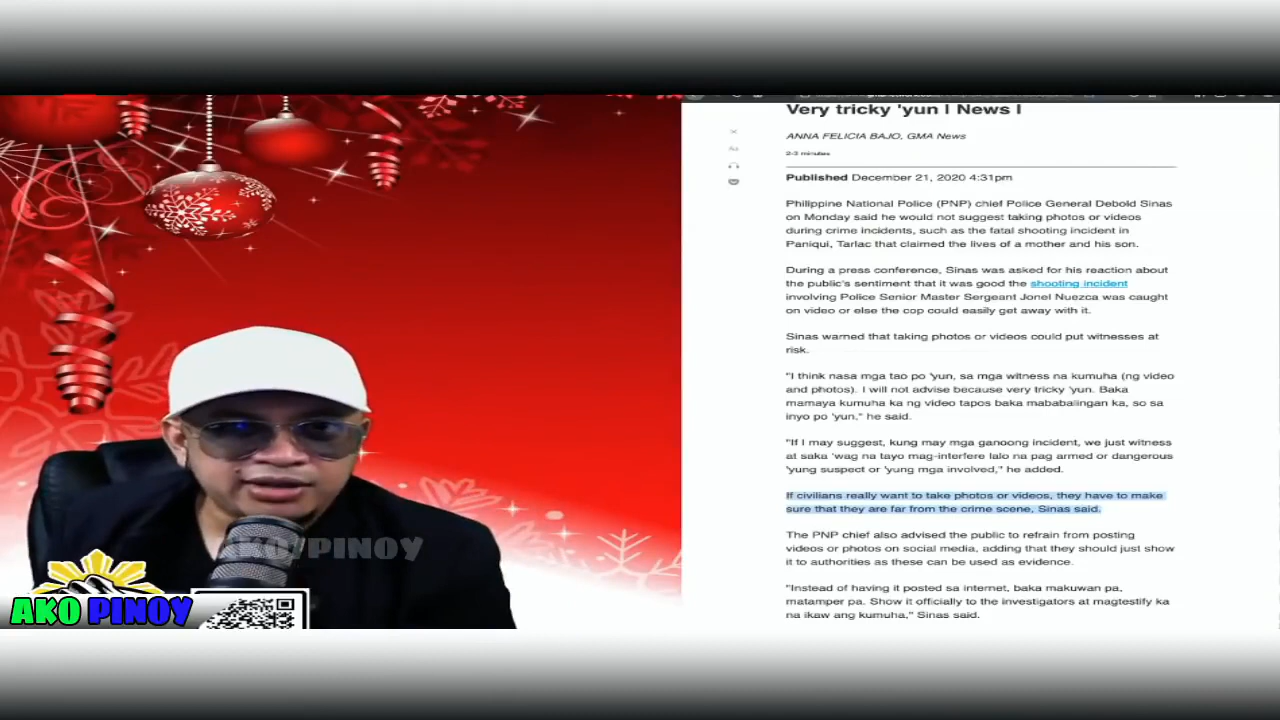 Very tricky 'yun | News |
ANNA FELICIA BAJO, GMA News
2-3 minutes
Published December 21, 2020 4:31pm
Philippine National Police (PNP) chief Police General Debold Sinas
on Monday said he would not suggest taking photos or videos
during crime incidents, such as the fatal shooting incident in
Paniqui, Tarlac that claimed the lives of a mother and his son.
During a press conference, Sinas was asked for his reaction about
the public's sentiment that it was good the shooting incident
involving Police Senior Master Sergeant Jonel Nuezca was caught
on video or else the cop could easily get away with it.
Sinas warned that taking photos or videos could put witnesses at
risk.
"I think nasa mga tao po 'yun, sa mga witness na kumuha (ng video
and photos). I will not advise because very tricky 'yun. Baka
mamaya kumuha ka ng video tapos baka mababalingan ka, so sa
inyo po 'yun," he said.
"If I may suggest, kung may mga ganoong incident, we just witness
at saka 'wag na tayo mag-interfere lalo na pag armed or dangerous
'yung suspect or 'yung mga involved," he added.
If civilians really want to take photos or videos, they have to make
sure that they are far from the crime scene, Sinas said.
The PNP chief also advised the public to refrain from posting
videos or photos on social media, adding that they should just show
it to authorities as these can be used as evidence.
"Instead of having it posted sa internet, baka makuwan pa,
matamper pa. Show it officially to the investigators at magtestify ka
na ikaw ang kumuha," Sinas said.
AKO PINOY
AKO PINOY